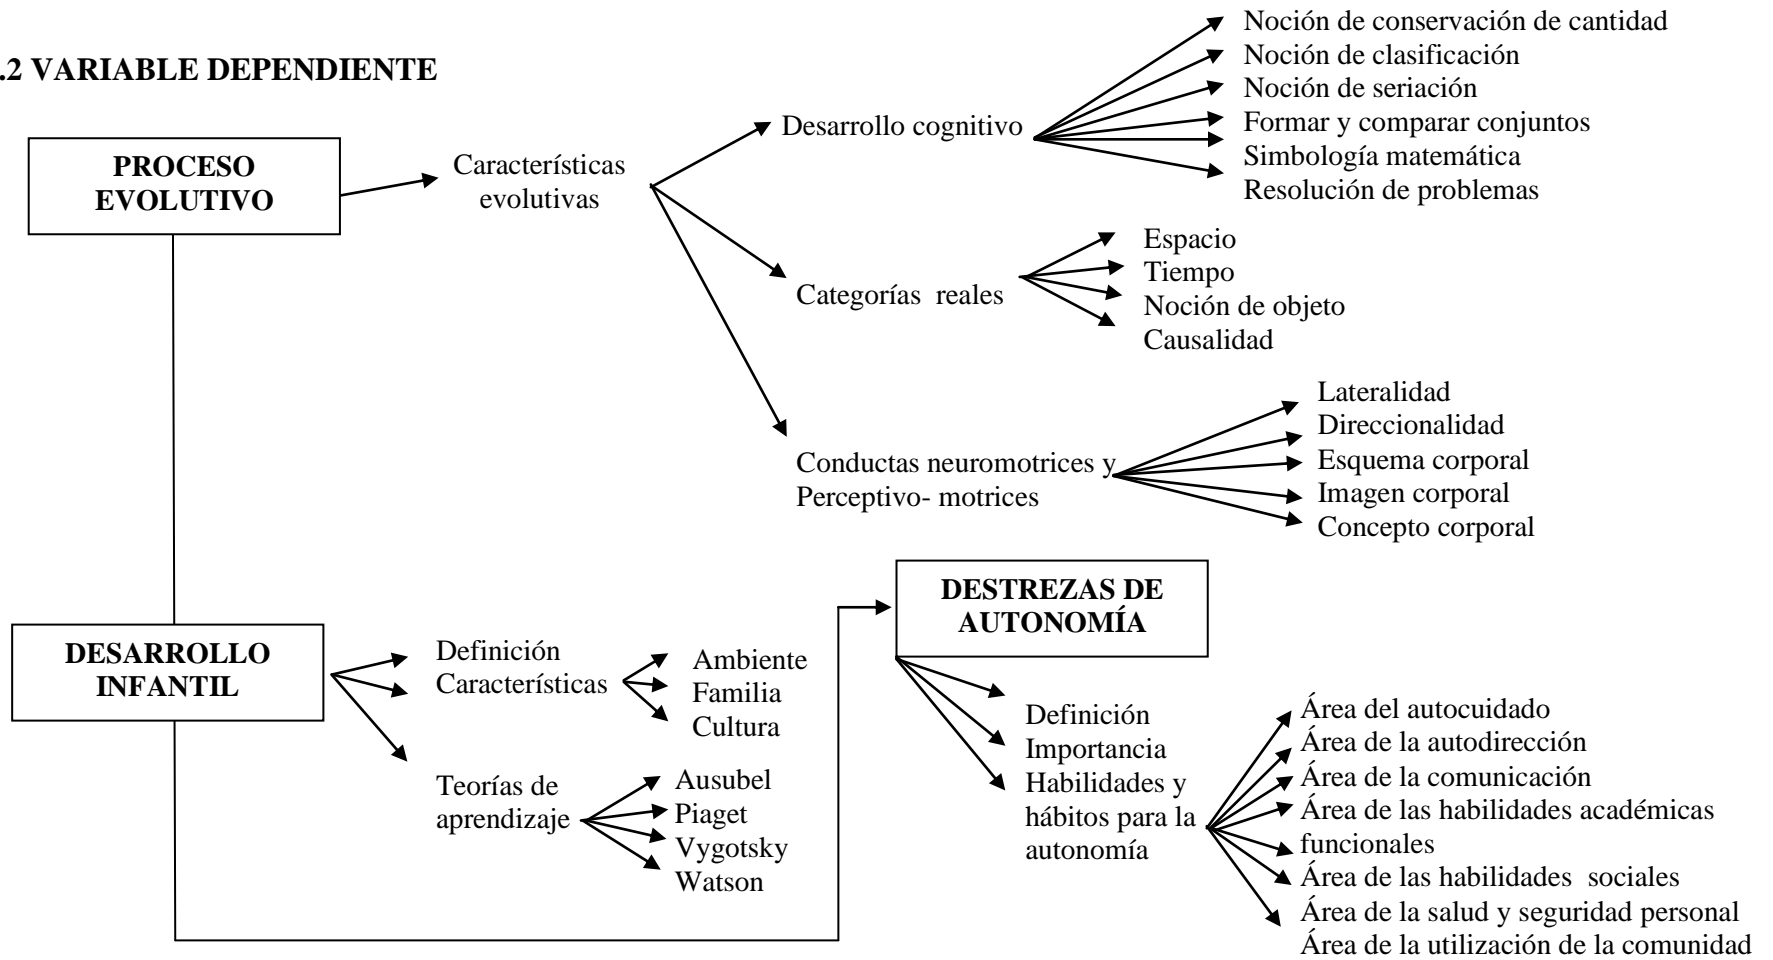 .2 VARIABLE DEPENDIENTE
PROCESO
EVOLUTIVO
Características
evolutivas
Desarrollo cognitivo
Noción de conservación de cantidad
Noción de clasificación
Noción de seriación
Formar y comparar conjuntos
Simbología matemática
Resolución de problemas
Categorías reales
Espacio
Tiempo
Noción de objeto
Causalidad
Conductas neuromotrices y
Perceptivo- motrices
Lateralidad
Direccionalidad
Esquema corporal
Imagen corporal
Concepto corporal
DESARROLLO
INFANTIL
Definición
Características
Ambiente
Familia
Cultura
Teorías de
aprendizaje
Ausubel
Piaget
Vygotsky
Watson
DESTREZAS DE
AUTONOMÍA
Definición
Importancia
Habilidades y
hábitos para la
autonomía
Área del autocuidado
Área de la autodirección
Área de la comunicación
Área de las habilidades académicas
funcionales
Área de las habilidades sociales
Área de la salud y seguridad personal
Área de la utilización de la comunidad